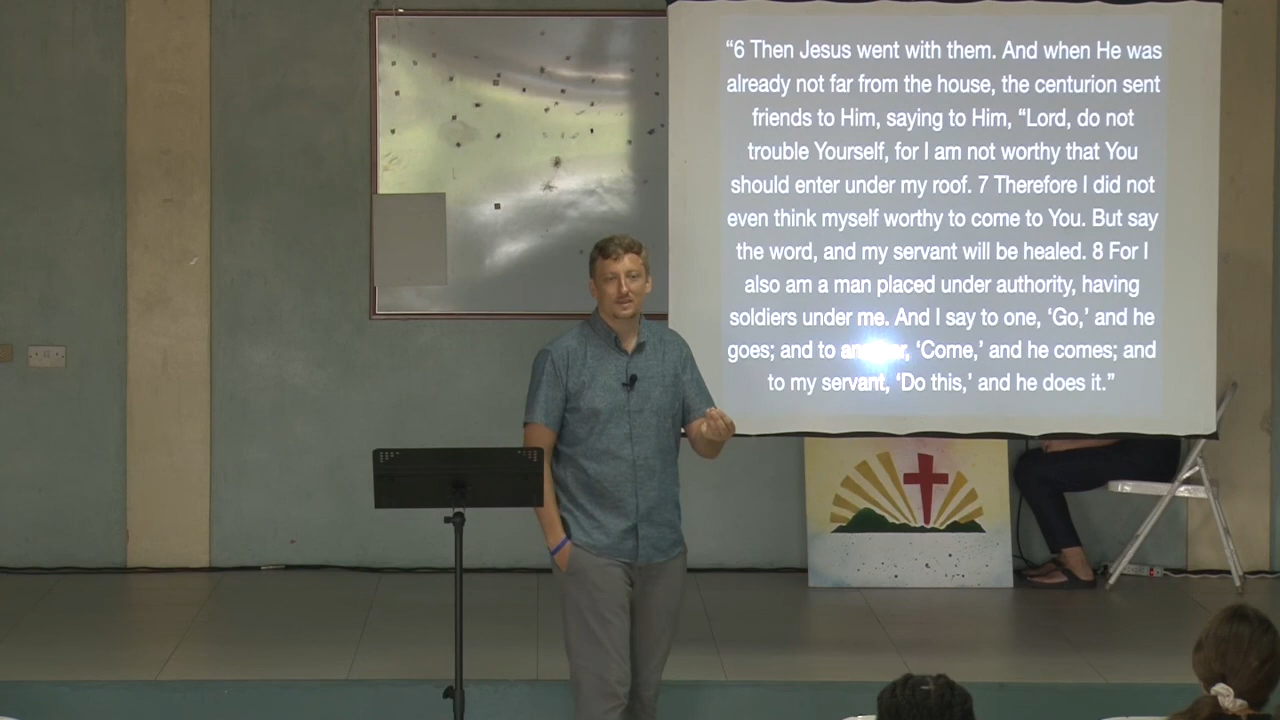 “6 Then Jesus went with them. And when He was
already not far from the house, the centurion sent
friends to Him, saying to Him, “Lord, do not
trouble Yourself, for I am not worthy that You
should enter under my roof. 7 Therefore I did not
even think myself worthy to come to You. But say
the word, and my servant will be healed. 8 For I
also am a man placed under authority, having
soldiers under me. And I say to one, ‘Go,’ and he
goes; and to ‘Come,’ and he comes; and
to my servant, ‘Do this,’ and he does it.”